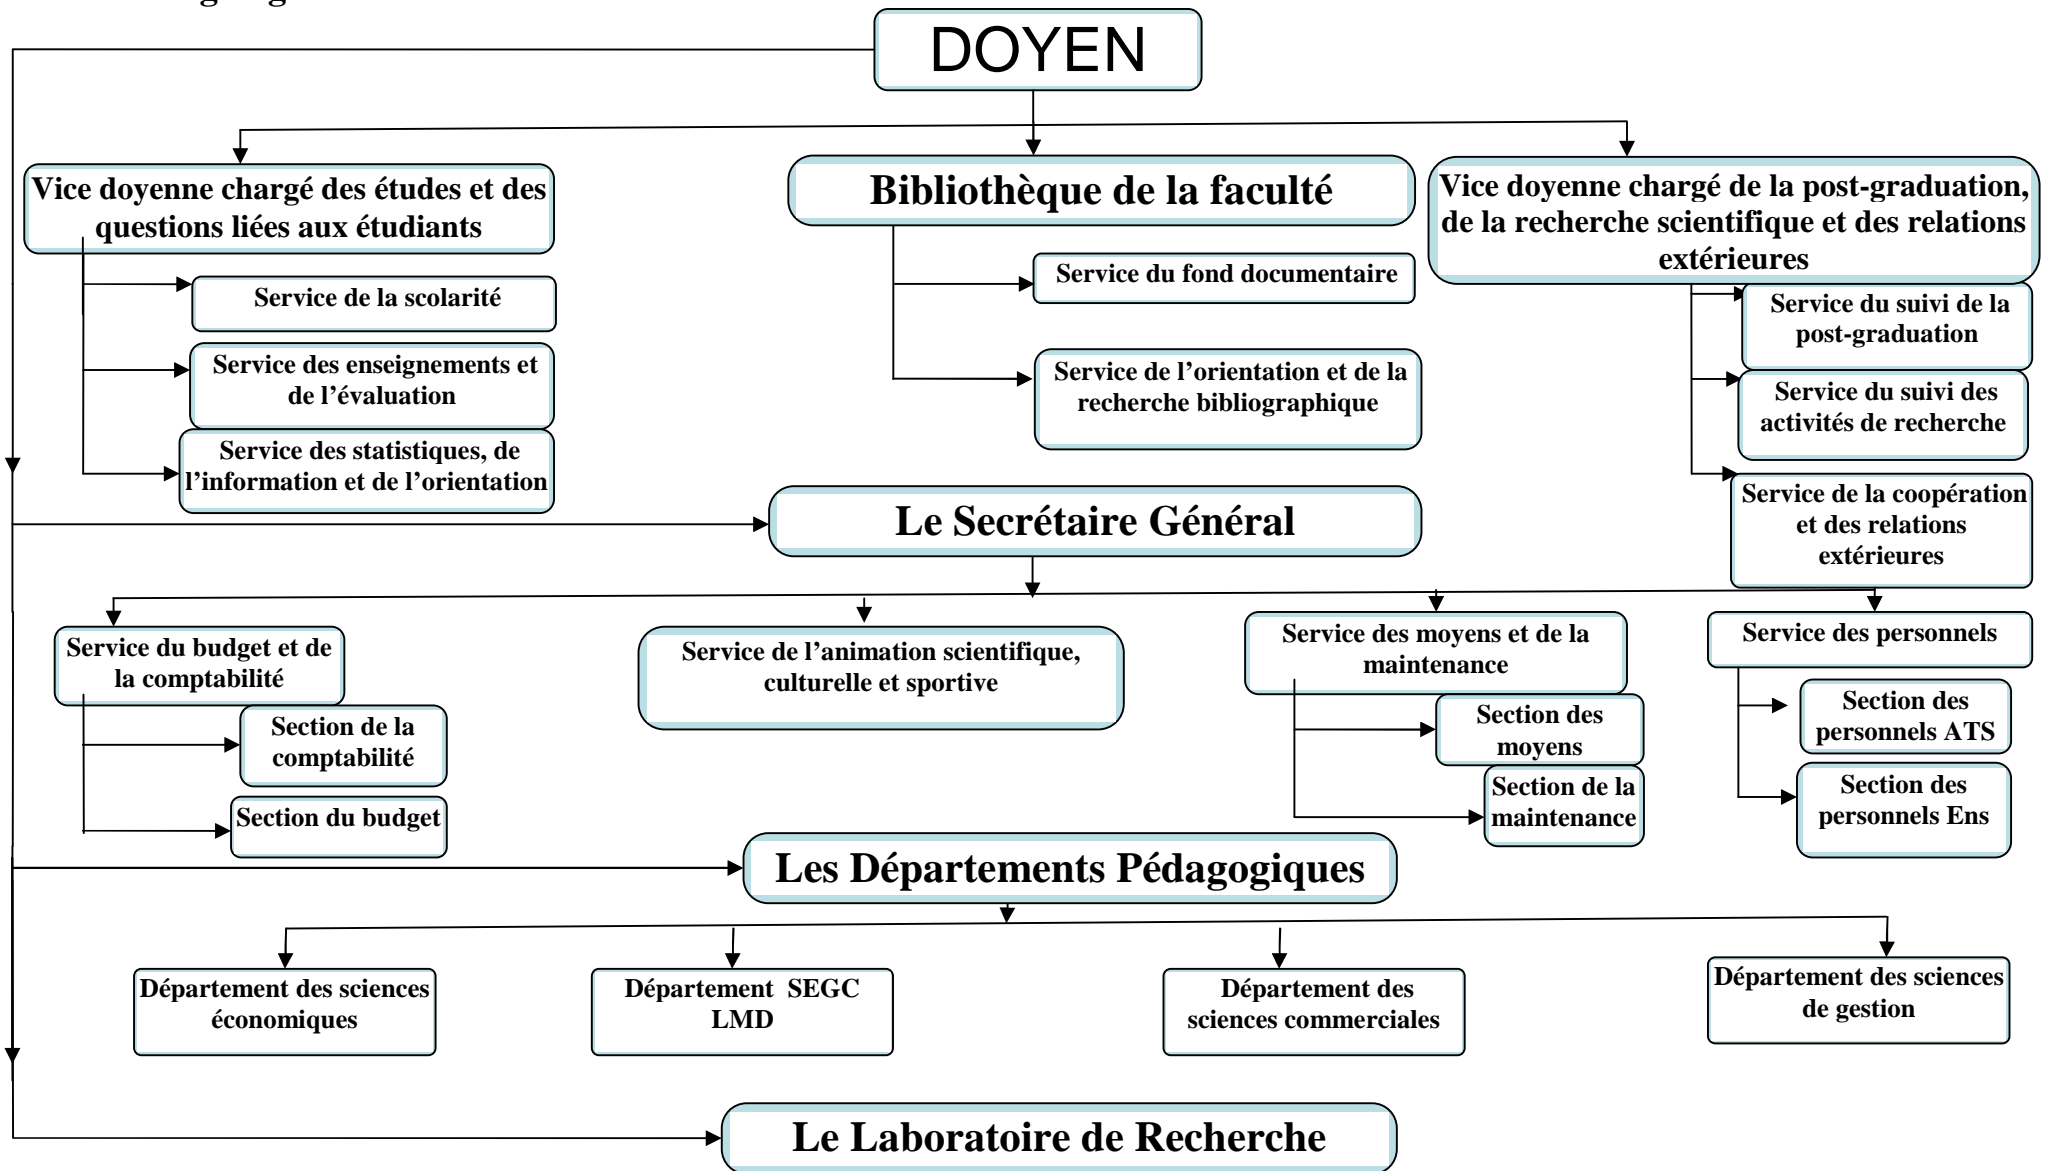 DOYEN
Vice doyenne chargé des études et des
questions liées aux étudiants
Service de la scolarité
Service des enseignements et
de l’évaluation
Service des statistiques, de
l’information et de l’orientation
Bibliothèque de la faculté
Service du fond documentaire
Service de l’orientation et de la
recherche bibliographique
Vice doyenne chargé de la post-graduation,
de la recherche scientifique et des relations
extérieures
Service du suivi de la
post-graduation
Service du suivi des
activités de recherche
Service de la coopération
et des relations
extérieures
Le Secrétaire Général
Service du budget et de
la comptabilité
Section de la
comptabilité
Section du budget
Service de l’animation scientifique,
culturelle et sportive
Service des moyens et de la
maintenance
Section des
moyens
Section de la
maintenance
Service des personnels
Section des
personnels ATS
Section des
personnels Ens
Les Départements Pédagogiques
Département des sciences
économiques
Département  SEGC
LMD
Département des
sciences commerciales
Département des sciences
de gestion
Le Laboratoire de Recherche